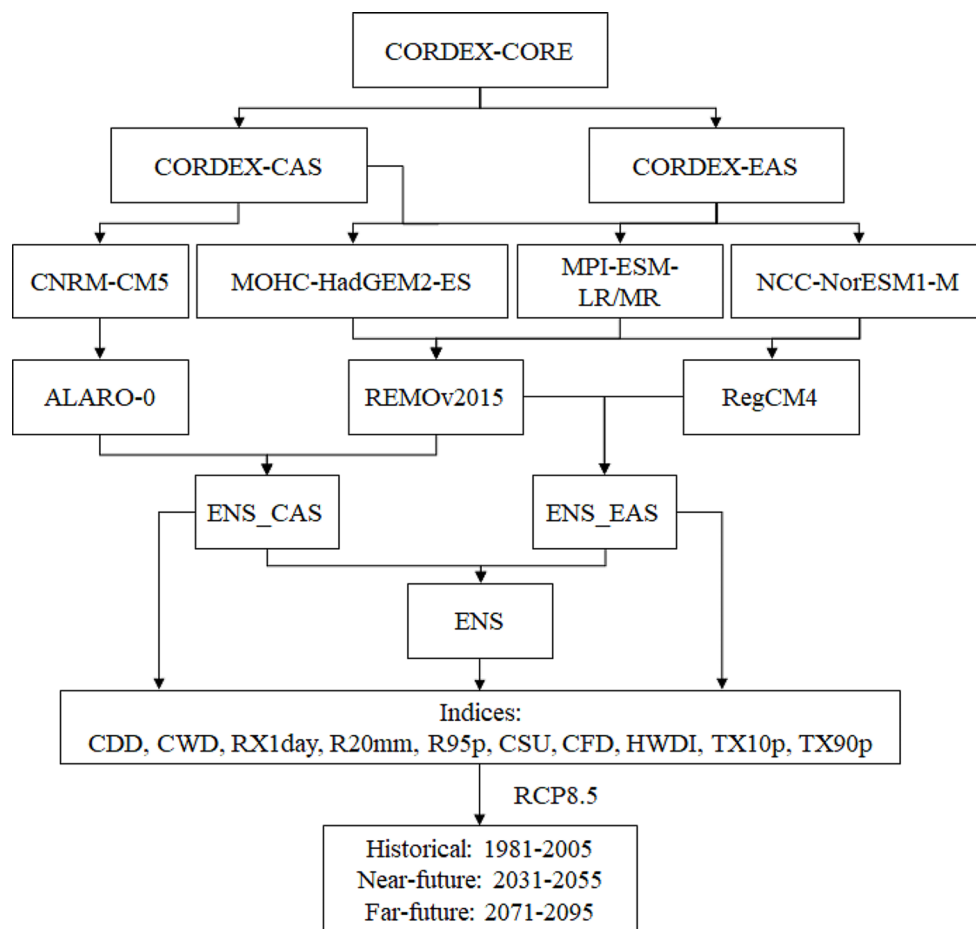 CORDEX-CORE
CORDEX-CAS
CORDEX-EAS
CNRM-CM5
MOHC-HadGEM2-ES
MPI-ESM-
LR/MR
NCC-NorESM1-M
ALARO-0
REMOv2015
RegCM4
ENS_CAS
ENS_EAS
ENS
Indices:
CDD, CWD, RX1day, R20mm, R95p, CSU, CFD, HWDI, TX10p, TX90p
RCP8.5
Historical: 1981-2005
Near-future: 2031-2055
Far-future: 2071-2095